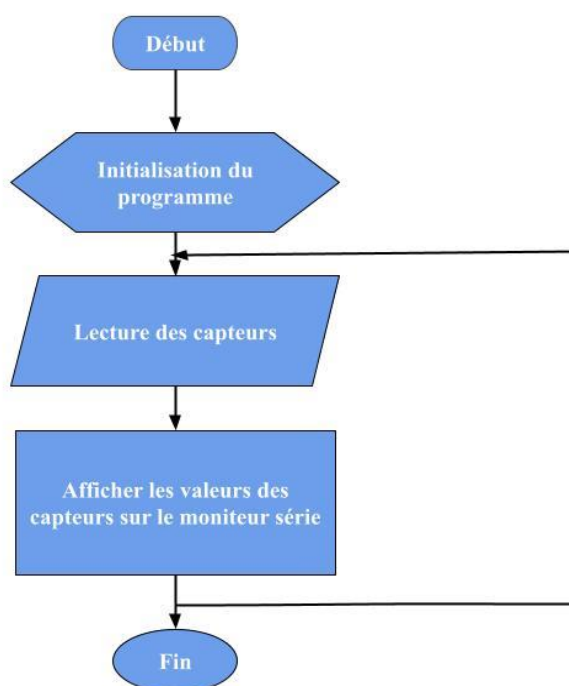 Début
Initialisation du
programme
Lecture des capteurs
Afficher les valeurs des
capteurs sur le moniteur série
Fin